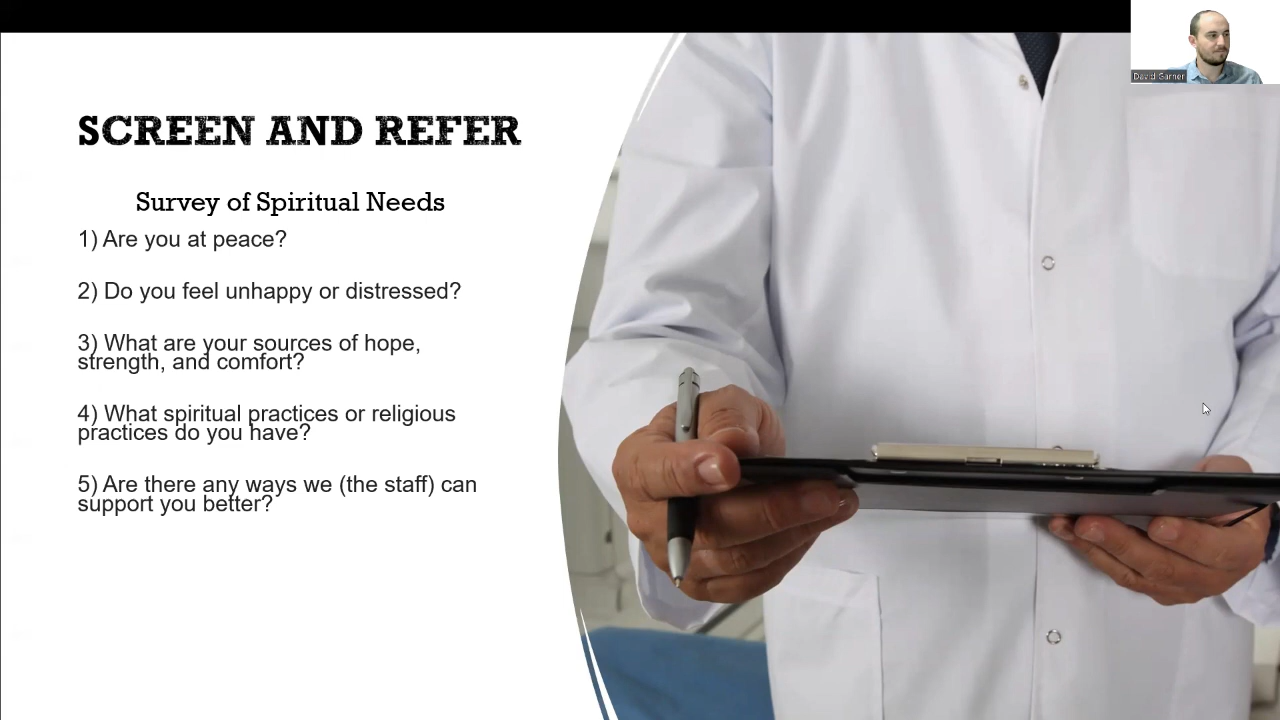 David Garner
SCREEN AND REFER
Survey of Spiritual Needs
1) Are you at peace?
2) Do you feel unhappy or distressed?
3) What are your sources of hope,
strength, and comfort?
4) What spiritual practices or religious
practices do you have?
5) Are there any ways we (the staff) can
support you better?